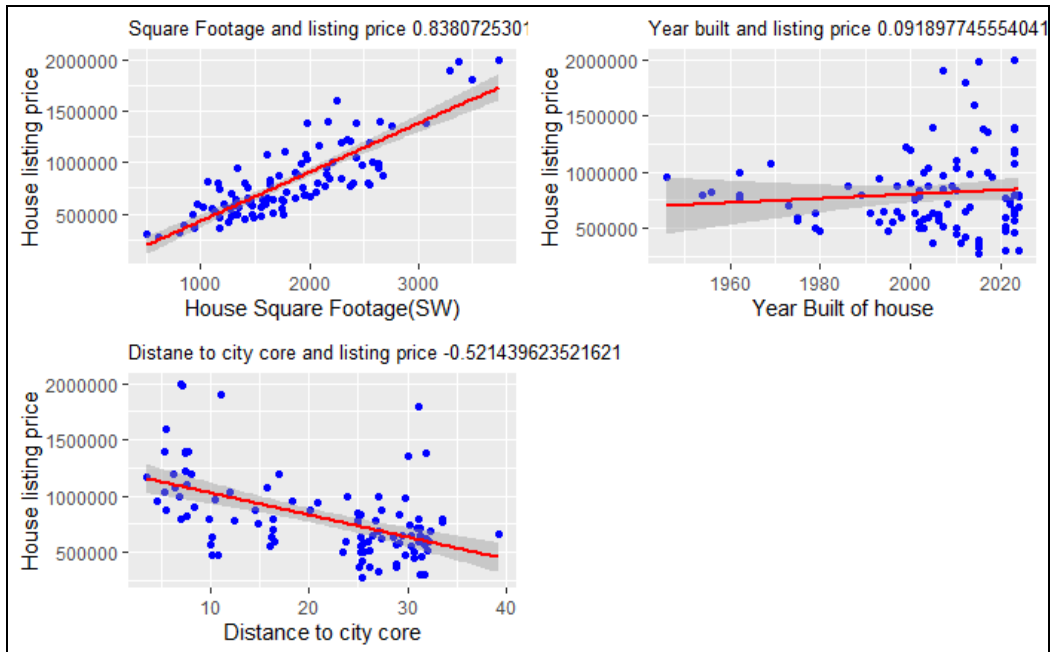 Square Footage and listing price 0.8380725301
House listing price
2000000
1500000
1000000
500000
1000
2000
3000
House Square Footage(SW)
Year built and listing price 0.091897745554041
House listing price
2000000
1500000
1000000
500000
1960
1980
2000
2020
Year Built of house
Distane to city core and listing price -0.521439623521621
House listing price
2000000
1500000
1000000
500000
10
20
30
40
Distance to city core